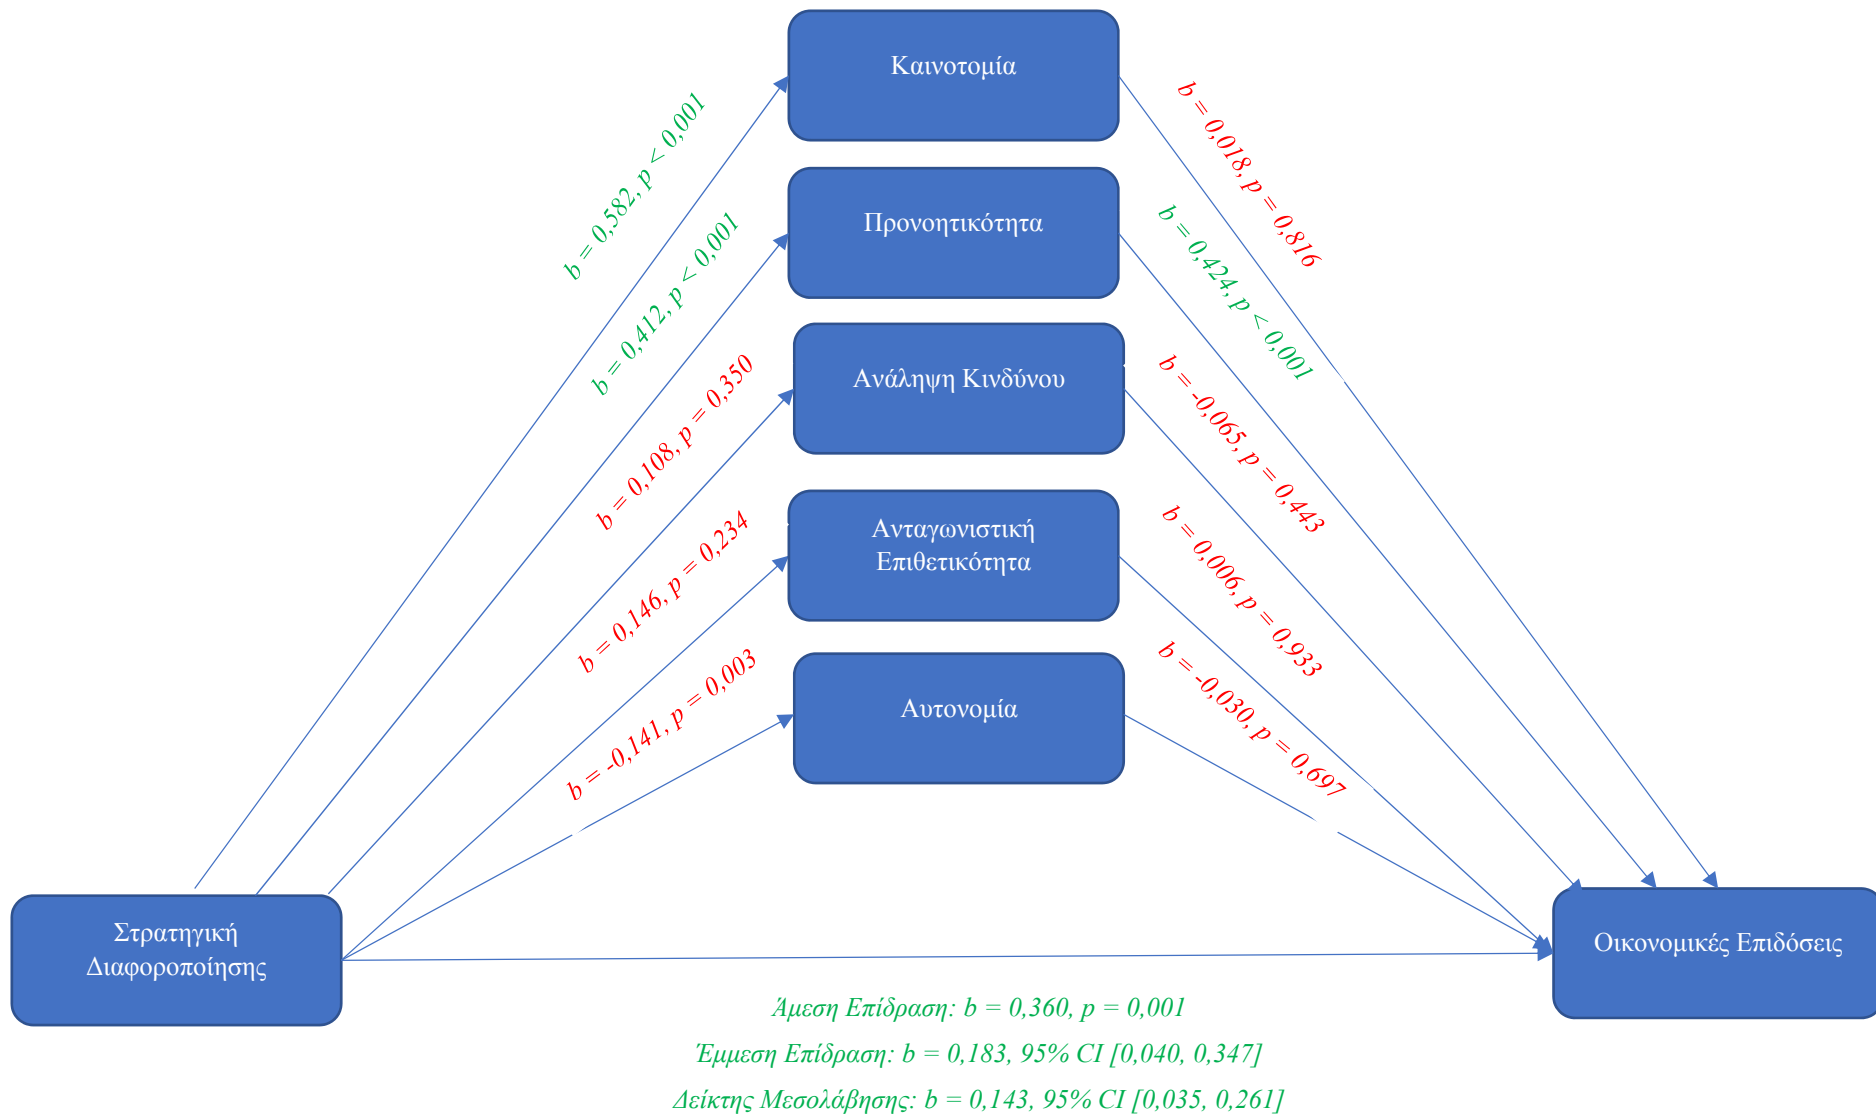 Καινοτομία
b = 0,582, p < 0,001
b = 0,018, p = 0,816
Προνοητικότητα
b = 0,412, p < 0,001
b = 0,424, p < 0,001
Ανάληψη Κινδύνου
b = 0,108, p = 0,350
b = -0,065, p = 0,443
Ανταγωνιστική
Επιθετικότητα
b = 0,146, p = 0,234
b = 0,006, p = 0,933
Αυτονομία
b = -0,141, p = 0,003
b = -0,030, p = 0,697
Στρατηγική
Διαφοροποίησης
Οικονομικές Επιδόσεις
Άμεση Επίδραση: b = 0,360, p = 0,001
Έμμεση Επίδραση: b = 0,183, 95% CI [0,040, 0,347]
Δείκτης Μεσολάβησης: b = 0,143, 95% CI [0,035, 0,261]